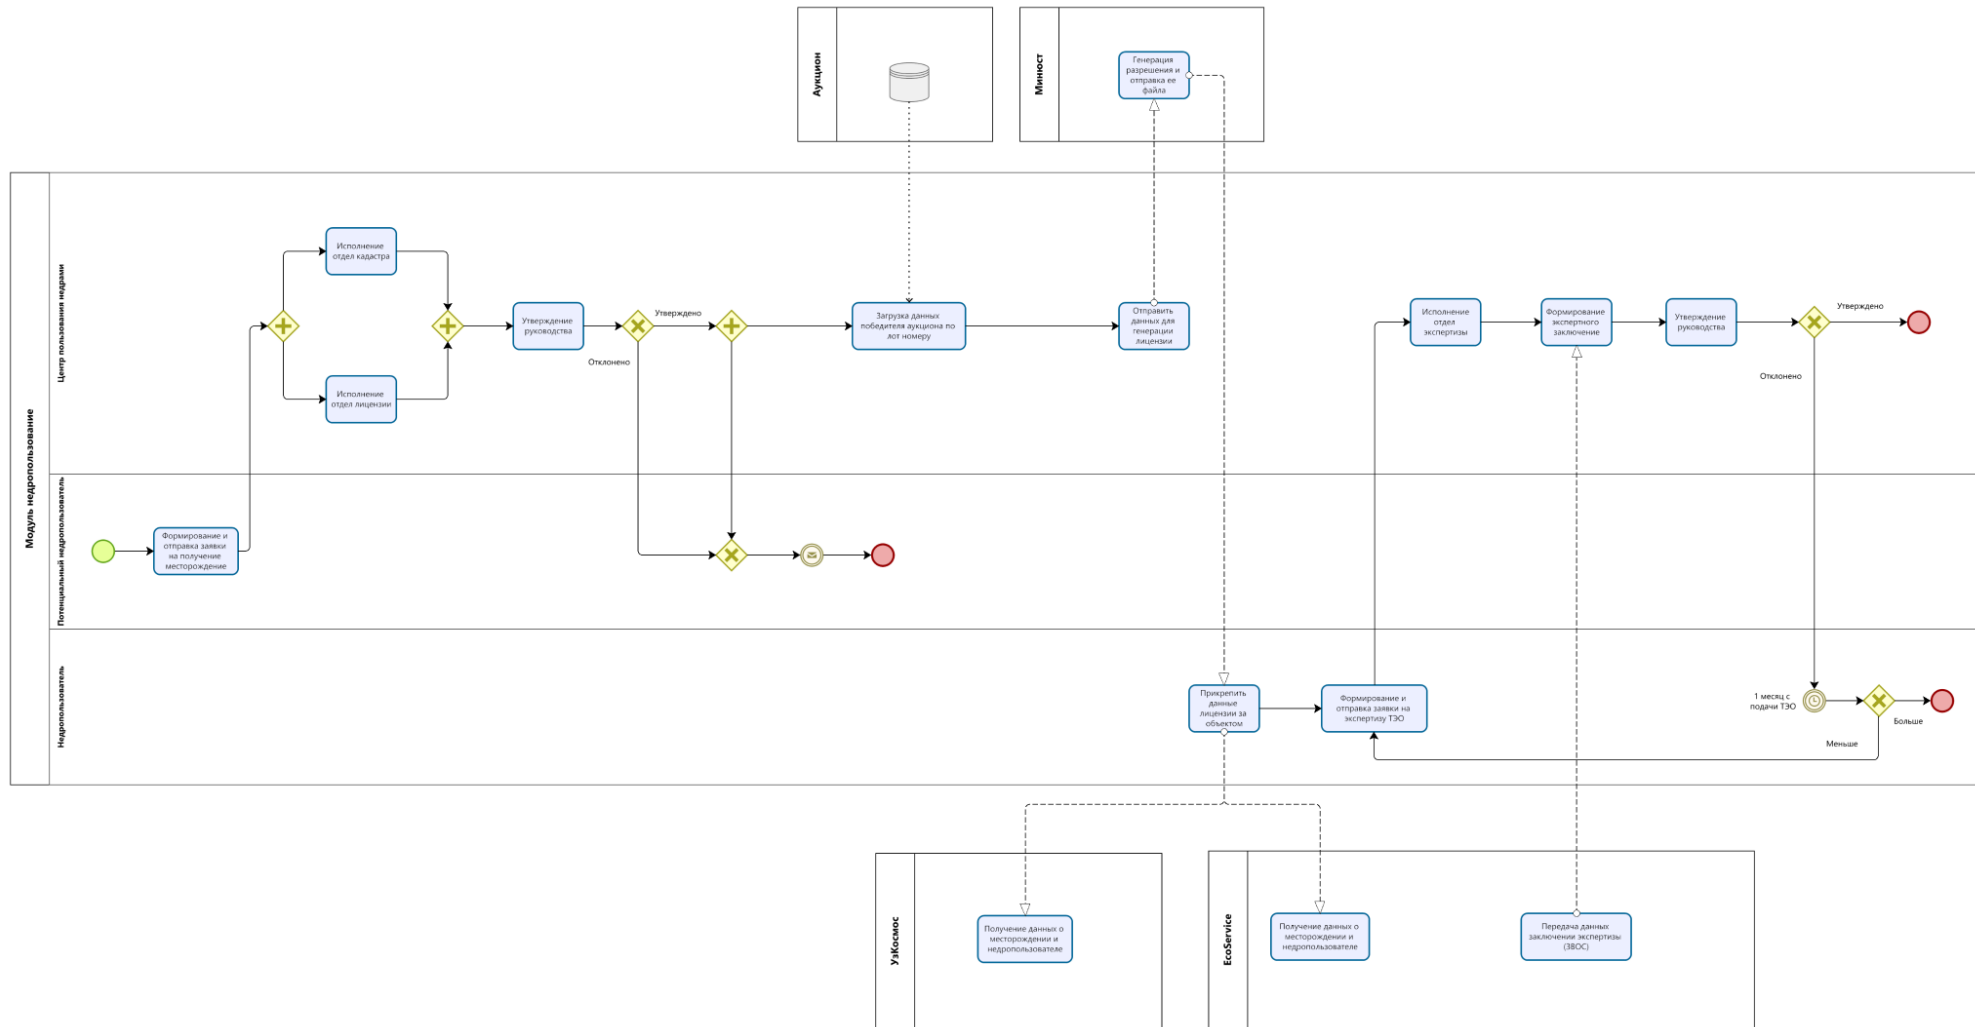 Аукцион
Минюст
Генерация
разрешения и
отправка ее
файла
Модуль недропользование
Центр пользования недрами
Исполнение
отдел кадастра
Исполнение
отдел лицензии
Утверждение
руководства
Утверждено
Отклонено
Загрузка данных
победителя аукциона по
лот номеру
Отправить
данных для
генерации
лицензии
Исполнение
отдел
экспертизы
Формирование
экспертного
заключение
Утверждение
руководства
Утверждено
Отклонено
Потенциальный недропользователь
Формирование и
отправка заявки
на получение
месторождение
Недропользователь
Прикрепить
данные
лицензии за
объектом
Формирование и
отправка заявки на
экспертизу ТЭО
1 месяц с
подачи ТЭО
Больше
Меньше
УзКосмос
Получение данных о
месторождении и
недропользователе
EcoService
Получение данных о
месторождении и
недропользователе
Передача данных
заключении экспертизы
(ЗВОС)